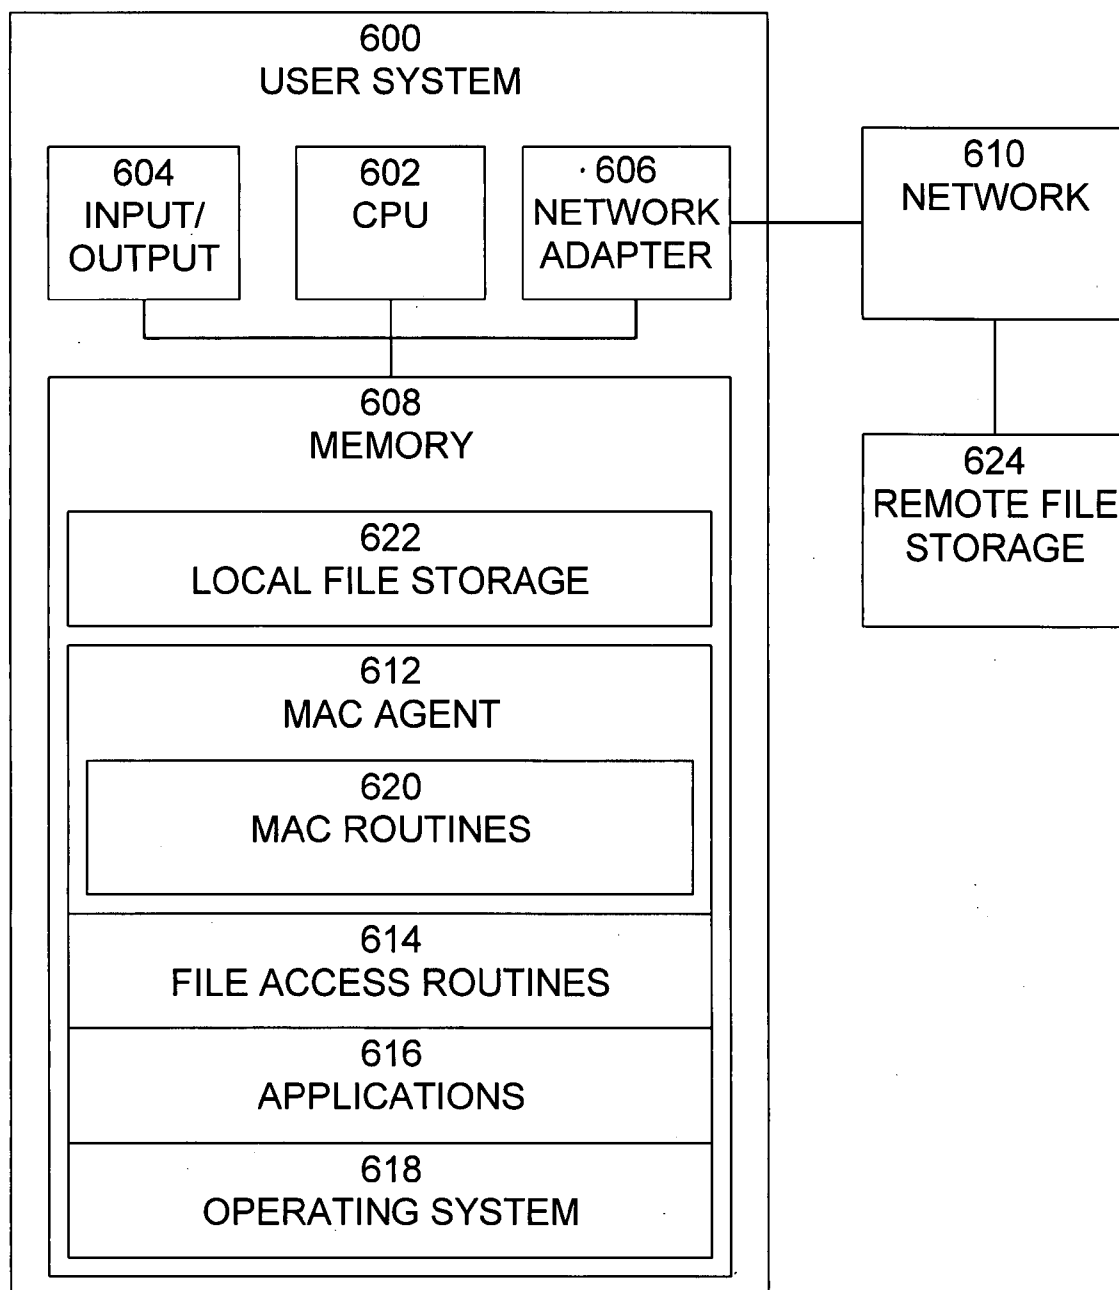 600
USER SYSTEM
604
INPUT/
OUTPUT
602
CPU
606
NETWORK
ADAPTER
610
NETWORK
608
MEMORY
622
LOCAL FILE STORAGE
624
REMOTE FILE
STORAGE
612
MAC AGENT
620
MAC ROUTINES
614
FILE ACCESS ROUTINES
616
APPLICATIONS
618
OPERATING SYSTEM